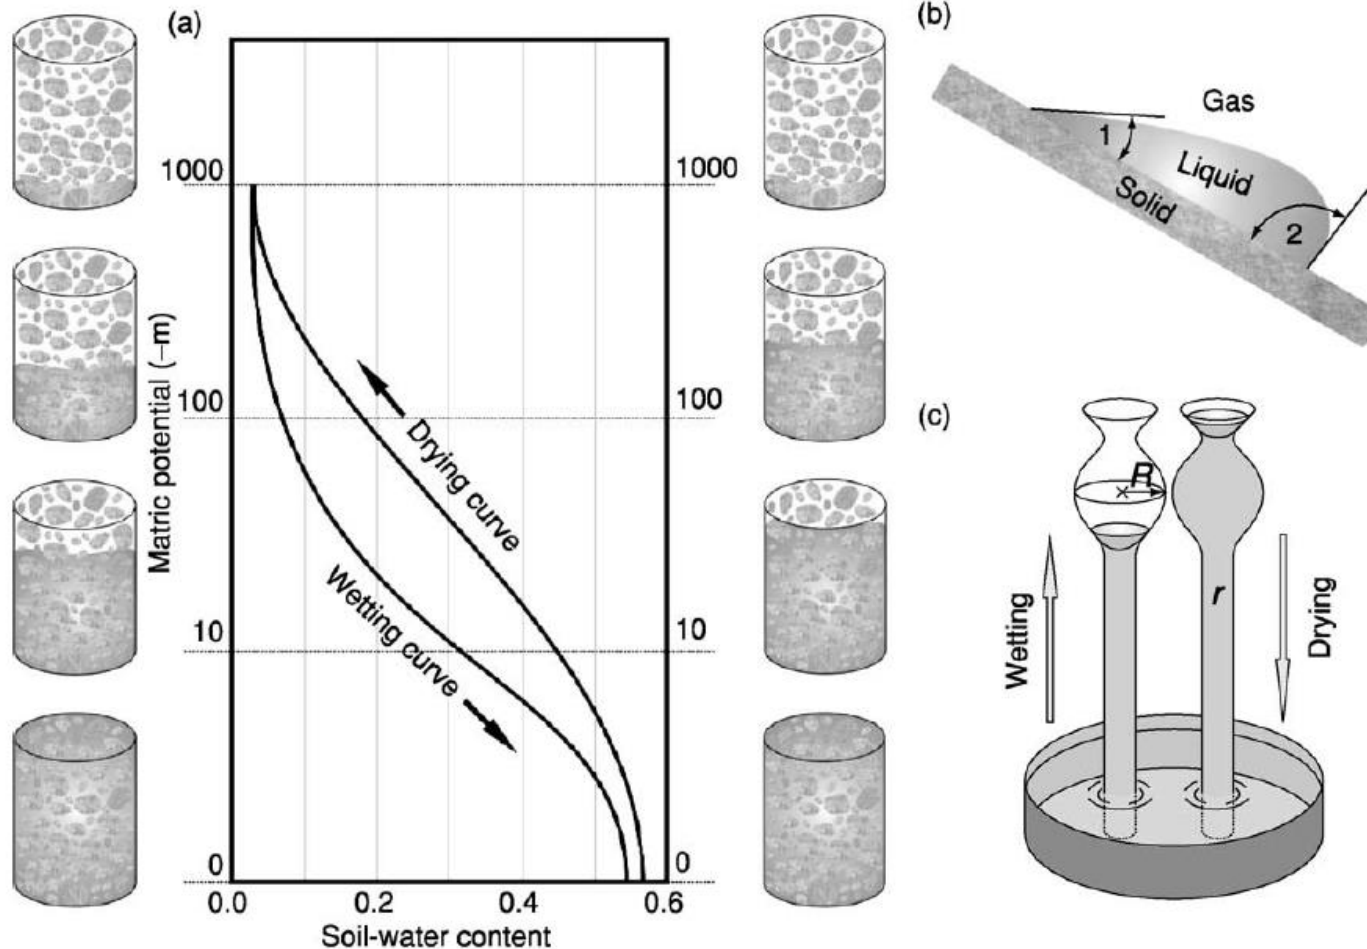 (a)
1000
100
10
0
Matric potential (–m)
1000
100
10
0
Drying curve
Wetting curve
0.0 0.2 0.4 0.6
Soil-water content
(b)
Gas
1
Liquid
Solid
2
(c)
R
r
Wetting
Drying